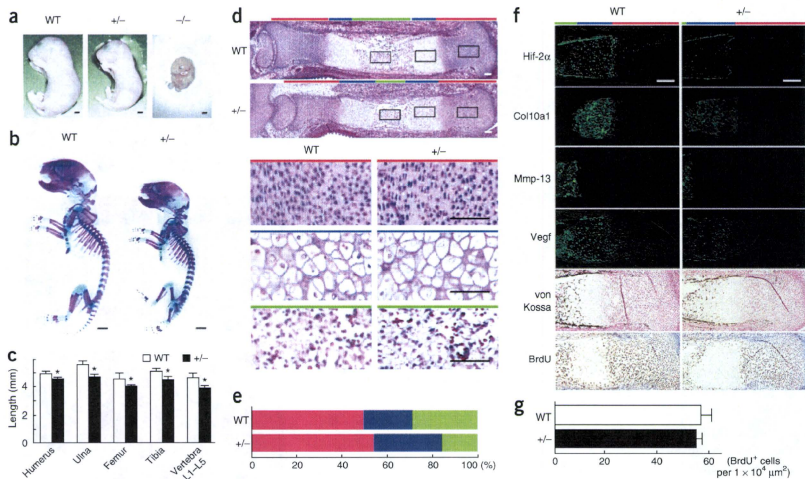 a
WT +/– –/–
b
WT +/–
c
WT +/–
Length (mm)
4
2
0
Humerus
Ulna
Femur
Tibia
Vertebra
L1–L5
* * * * *
d
WT
+/–
WT +/–
e
WT
+/–
0 20 40 60 80 100 (%)
f
WT +/–
Hif-2α
Col10a1
Mmp-13
Vegf
von
Kossa
BrdU
g
WT
+/–
0 20 40 60 (BrdU⁺ cells
per 1 × 10⁴ μm²)